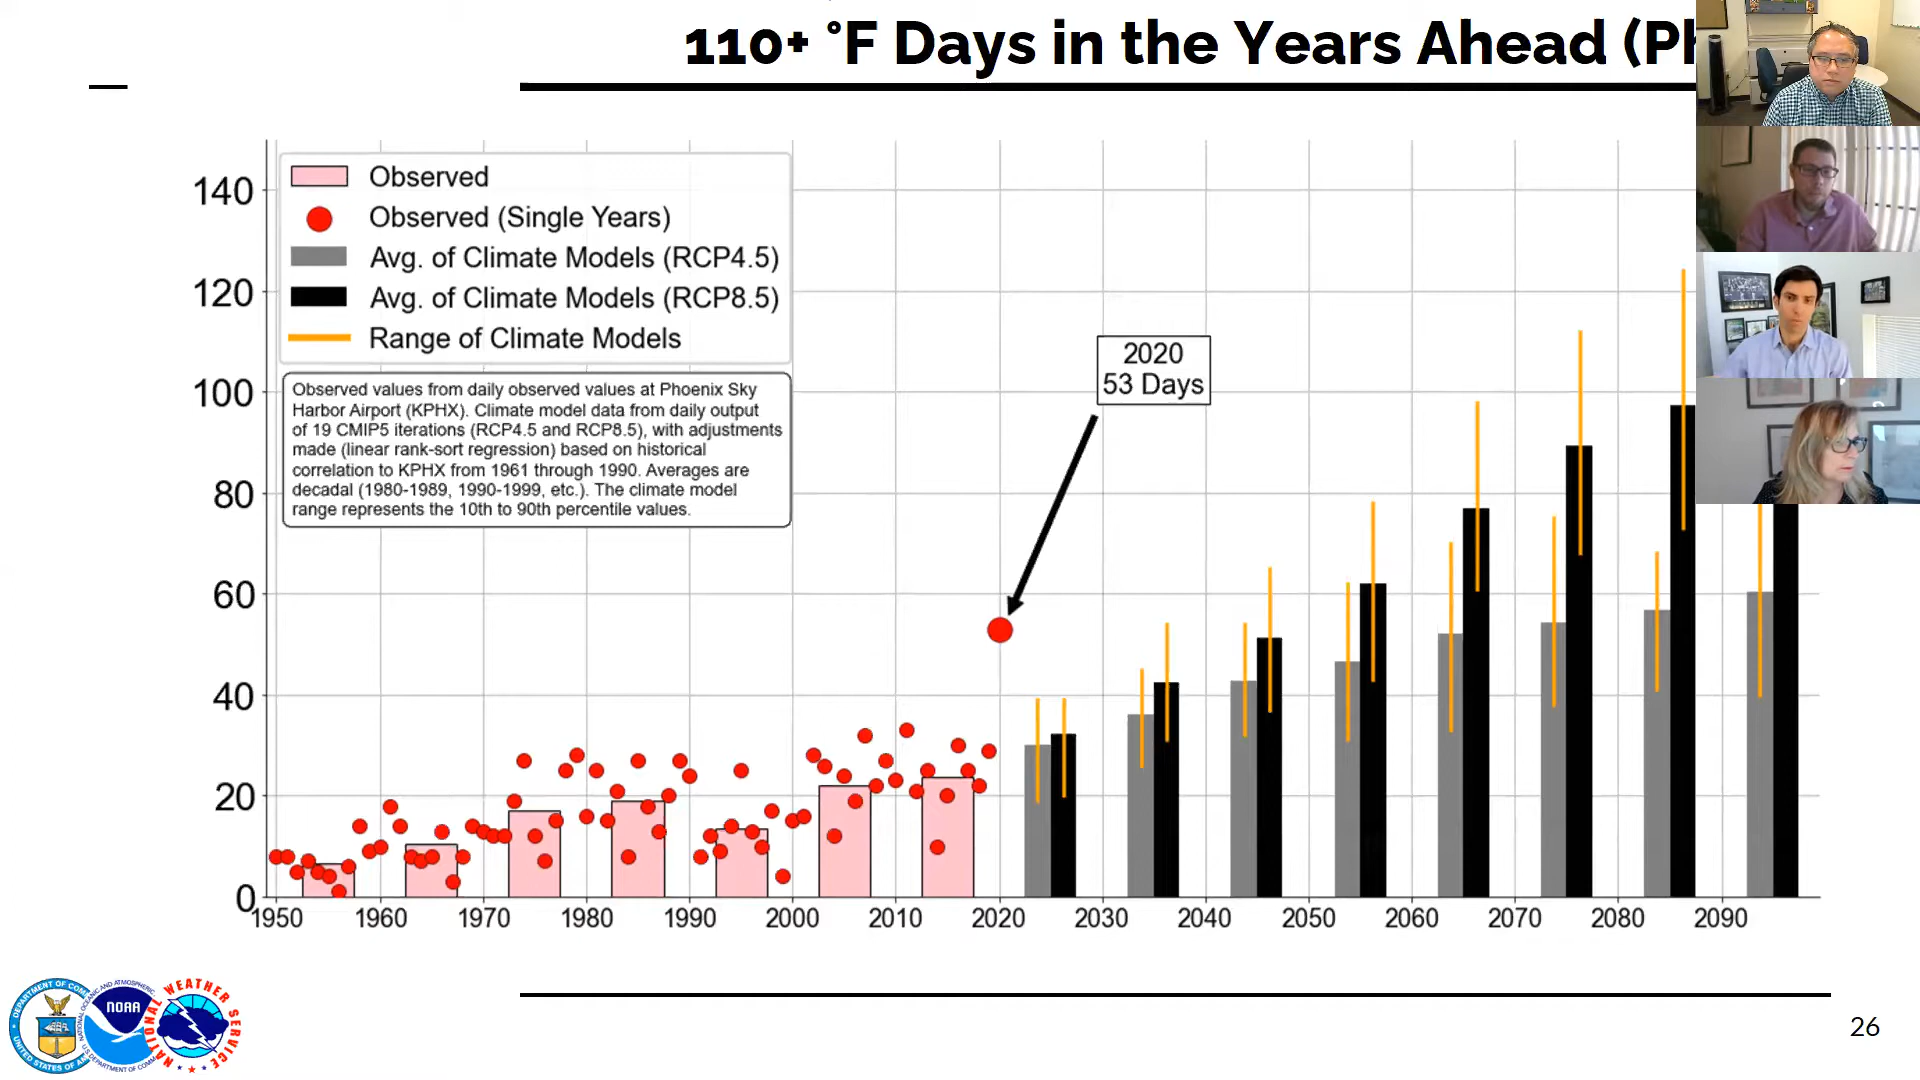 110+ °F Days in the Years Ahead (Ph
Observed
Observed (Single Years)
Avg. of Climate Models (RCP4.5)
Avg. of Climate Models (RCP8.5)
Range of Climate Models
Observed values from daily observed values at Phoenix Sky
Harbor Airport (KPHX). Climate model data from daily output
of 19 CMIP5 iterations (RCP4.5 and RCP8.5), with adjustments
made (linear rank-sort regression) based on historical
correlation to KPHX from 1961 through 1990. Averages are
decadal (1980-1989, 1990-1999, etc.). The climate model
range represents the 10th to 90th percentile values.
2020
53 Days
140
120
100
80
60
40
20
0
1950 1960 1970 1980 1990 2000 2010 2020 2030 2040 2050 2060 2070 2080 2090
NOAA
NATIONAL WEATHER SERVICE
26